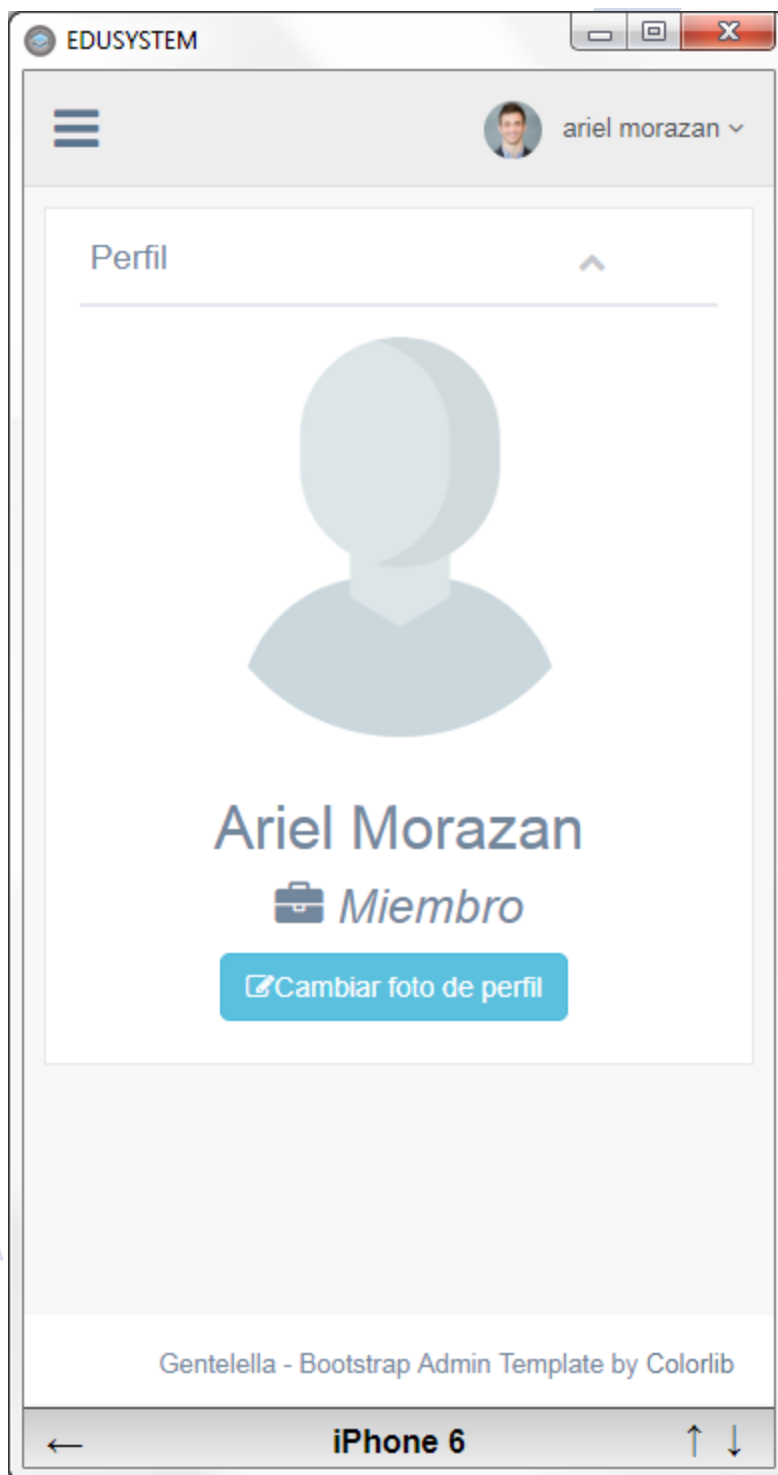 EDUSYSTEM
ariel morazan
Perfil
Ariel Morazan
Miembro
Cambiar foto de perfil
Gentelella - Bootstrap Admin Template by Colorlib
iPhone 6